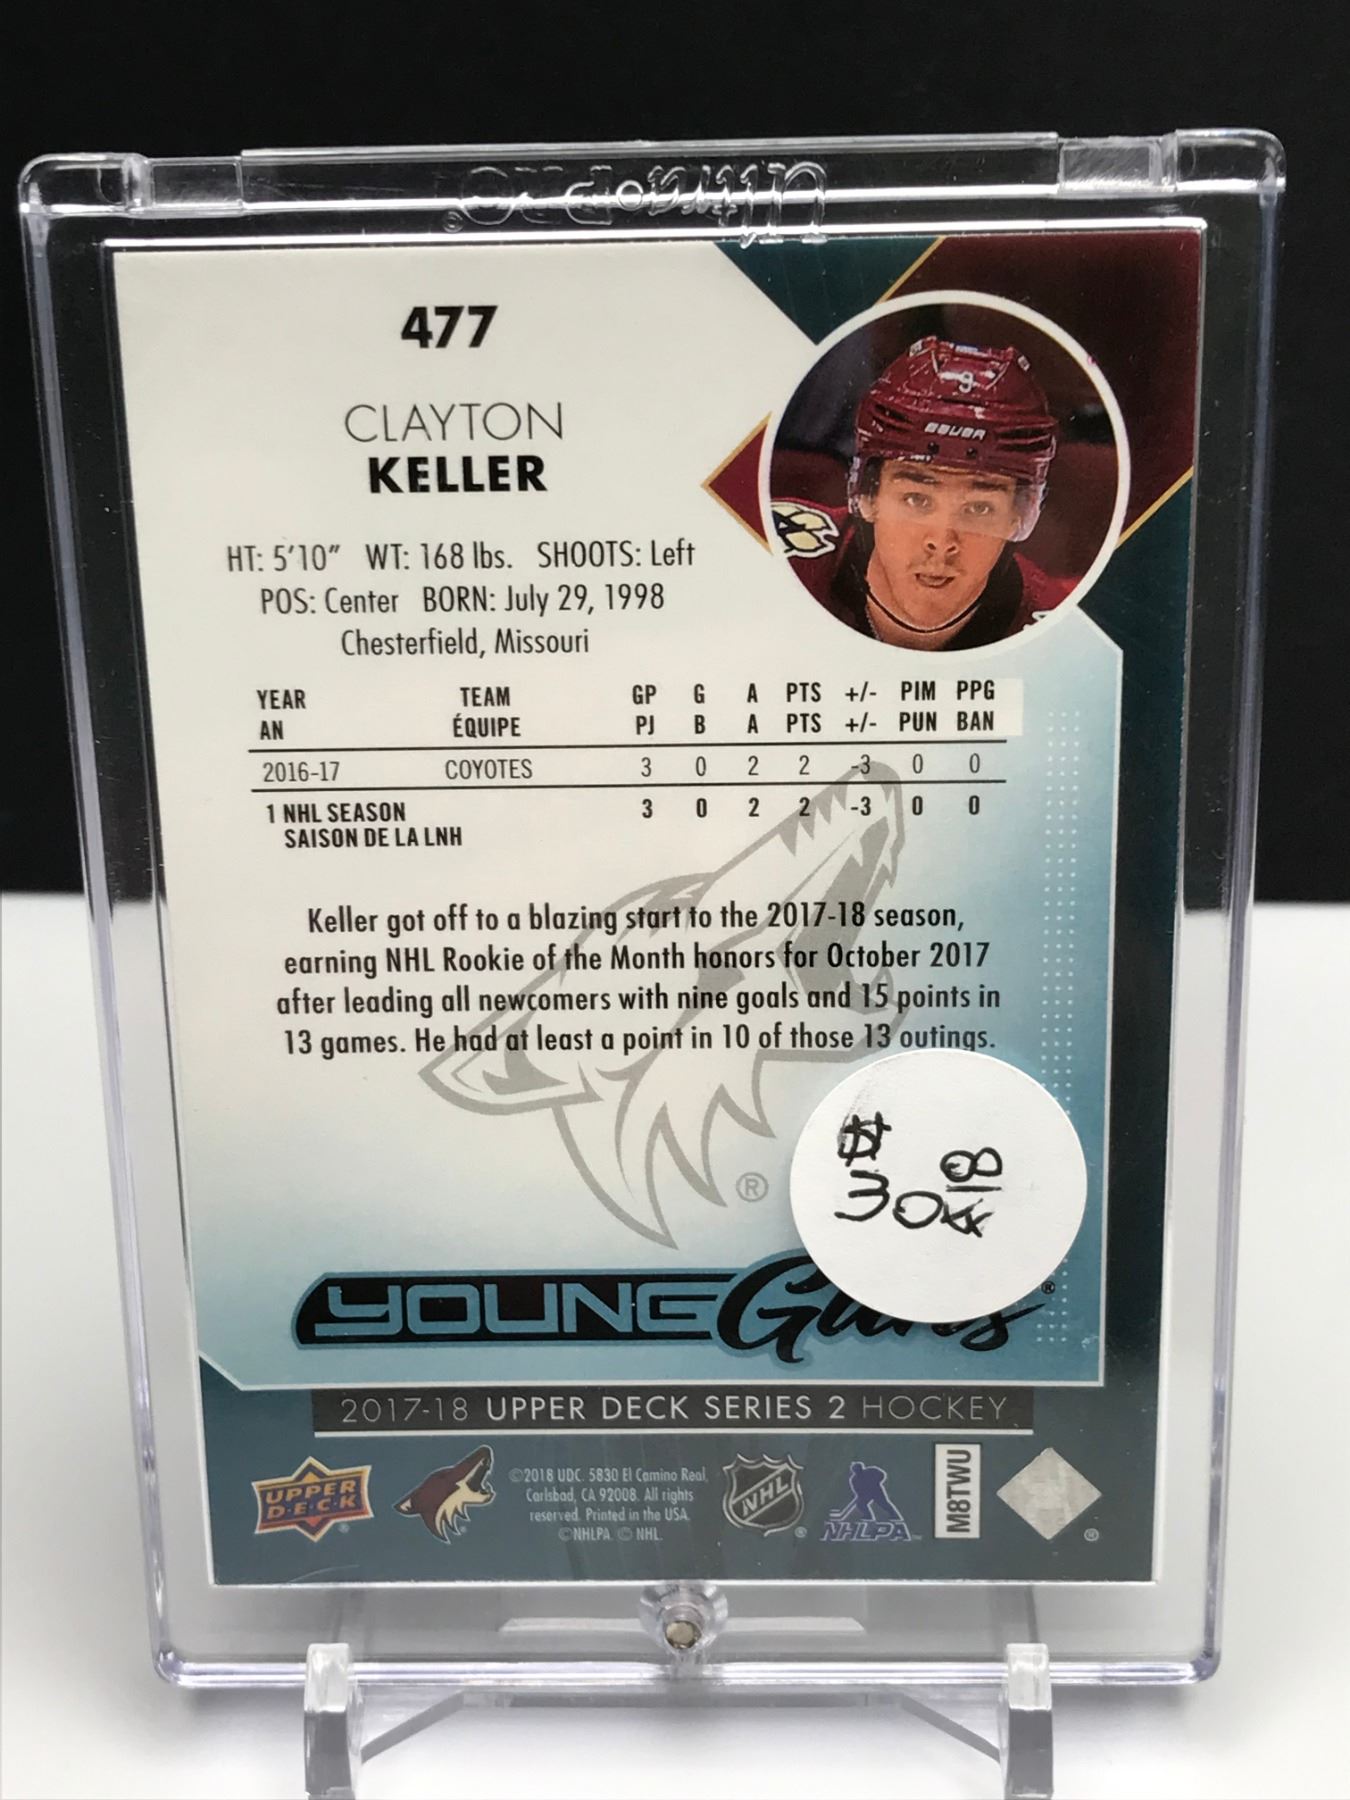 Ultra•PRO®
477
CLAYTON
KELLER
9
BAUER
HT: 5'10" WT: 168 lbs. SHOOTS: Left
POS: Center BORN: July 29, 1998
Chesterfield, Missouri
YEAR TEAM GP G A PTS +/- PIM PPG
AN ÉQUIPE PJ B A PTS +/- PUN BAN
2016-17 COYOTES 3 0 2 2 -3 0 0
1 NHL SEASON 3 0 2 2 -3 0 0
SAISON DE LA LNH
Keller got off to a blazing start to the 2017-18 season,
earning NHL Rookie of the Month honors for October 2017
after leading all newcomers with nine goals and 15 points in
13 games. He had at least a point in 10 of those 13 outings.
®
$
30
YOUNG Guns®
2017-18 UPPER DECK SERIES 2 HOCKEY
UPPER
D·E·C·K
®
©2018 UDC. 5830 El Camino Real,
Carlsbad, CA 92008. All rights
reserved. Printed in the USA.
©NHLPA. © NHL.
NHL
®
NHLPA
M8TWU
®